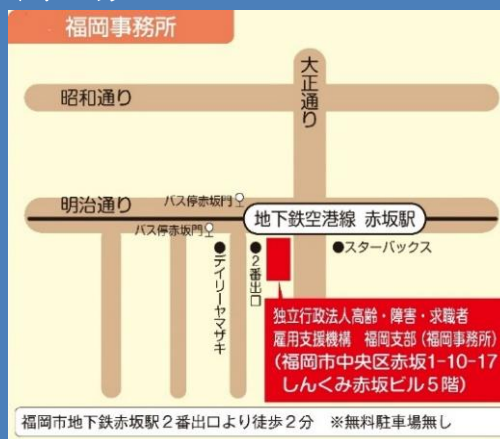 福岡事務所
大正通り
昭和通り
明治通り
バス停赤坂門
地下鉄空港線 赤坂駅
バス停赤坂門
●デイリーヤマザキ
●2番出口
●スターバックス
独立行政法人高齢・障害・求職者
雇用支援機構 福岡支部(福岡事務所)
(福岡市中央区赤坂1-10-17
しんくみ赤坂ビル5階)
福岡市地下鉄赤坂駅2番出口より徒歩2分 ※無料駐車場無し